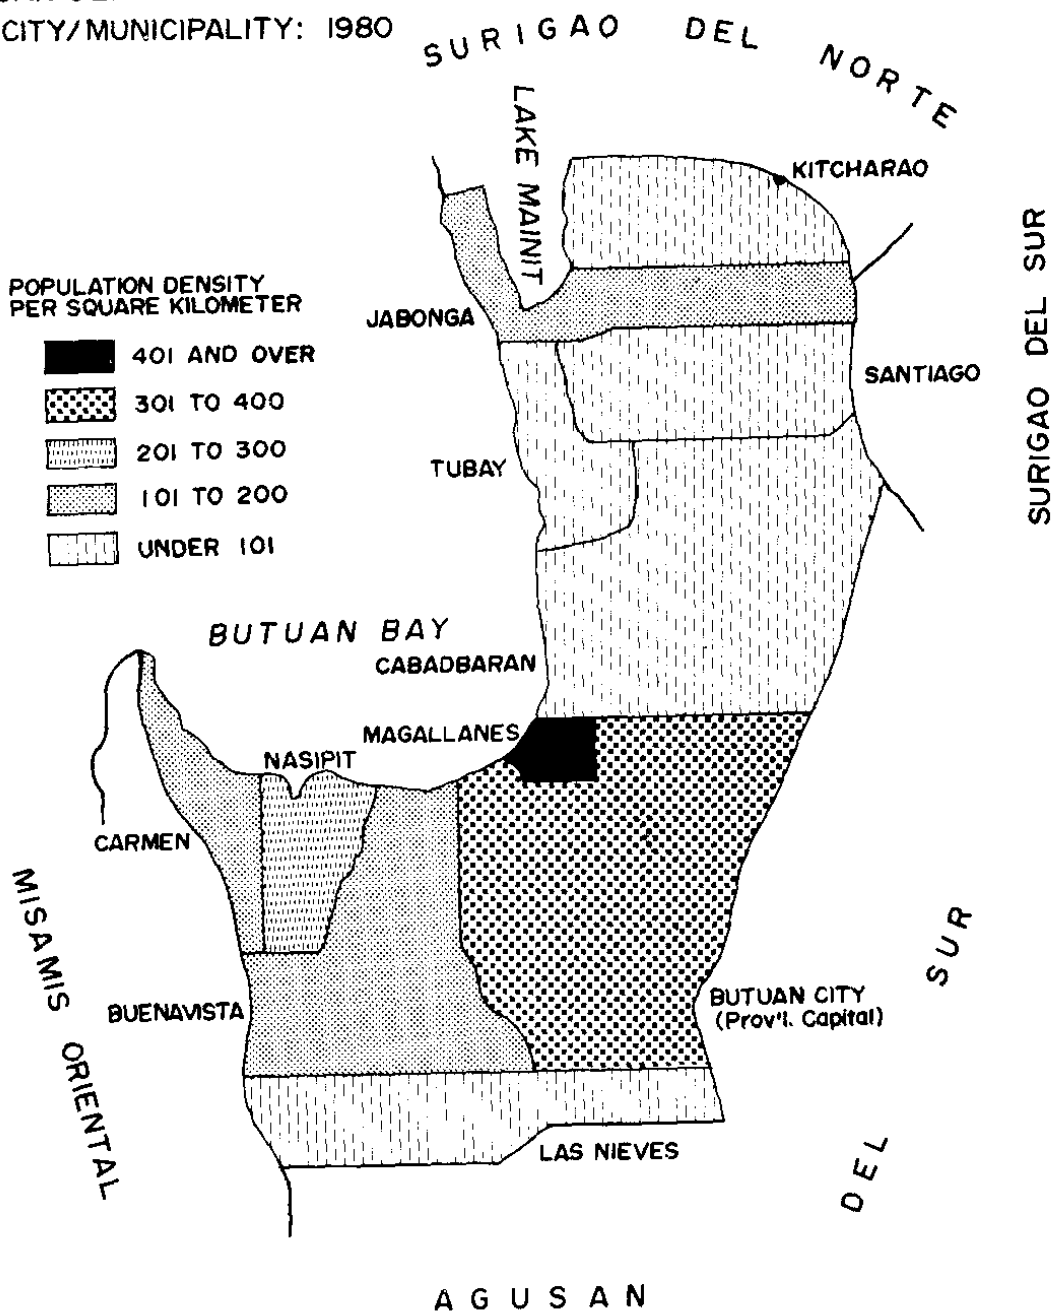 CITY/MUNICIPALITY: 1980
SURIGAO DEL NORTE
LAKE MAINIT
KITCHARAO
SURIGAO DEL SUR
POPULATION DENSITY
PER SQUARE KILOMETER
401 AND OVER
301 TO 400
201 TO 300
101 TO 200
UNDER 101
JABONGA
SANTIAGO
TUBAY
BUTUAN BAY
CABADBARAN
MAGALLANES
NASIPIT
CARMEN
MISAMIS ORIENTAL
BUENAVISTA
BUTUAN CITY
(Prov'l. Capital)
LAS NIEVES
AGUSAN DEL SUR